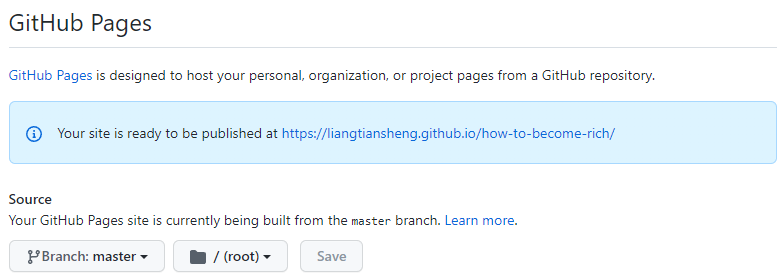 GitHub Pages
GitHub Pages is designed to host your personal, organization, or project pages from a GitHub repository.
Your site is ready to be published at https://liangtiansheng.github.io/how-to-become-rich/
Source
Your GitHub Pages site is currently being built from the master branch. Learn more.
Branch: master / (root) Save